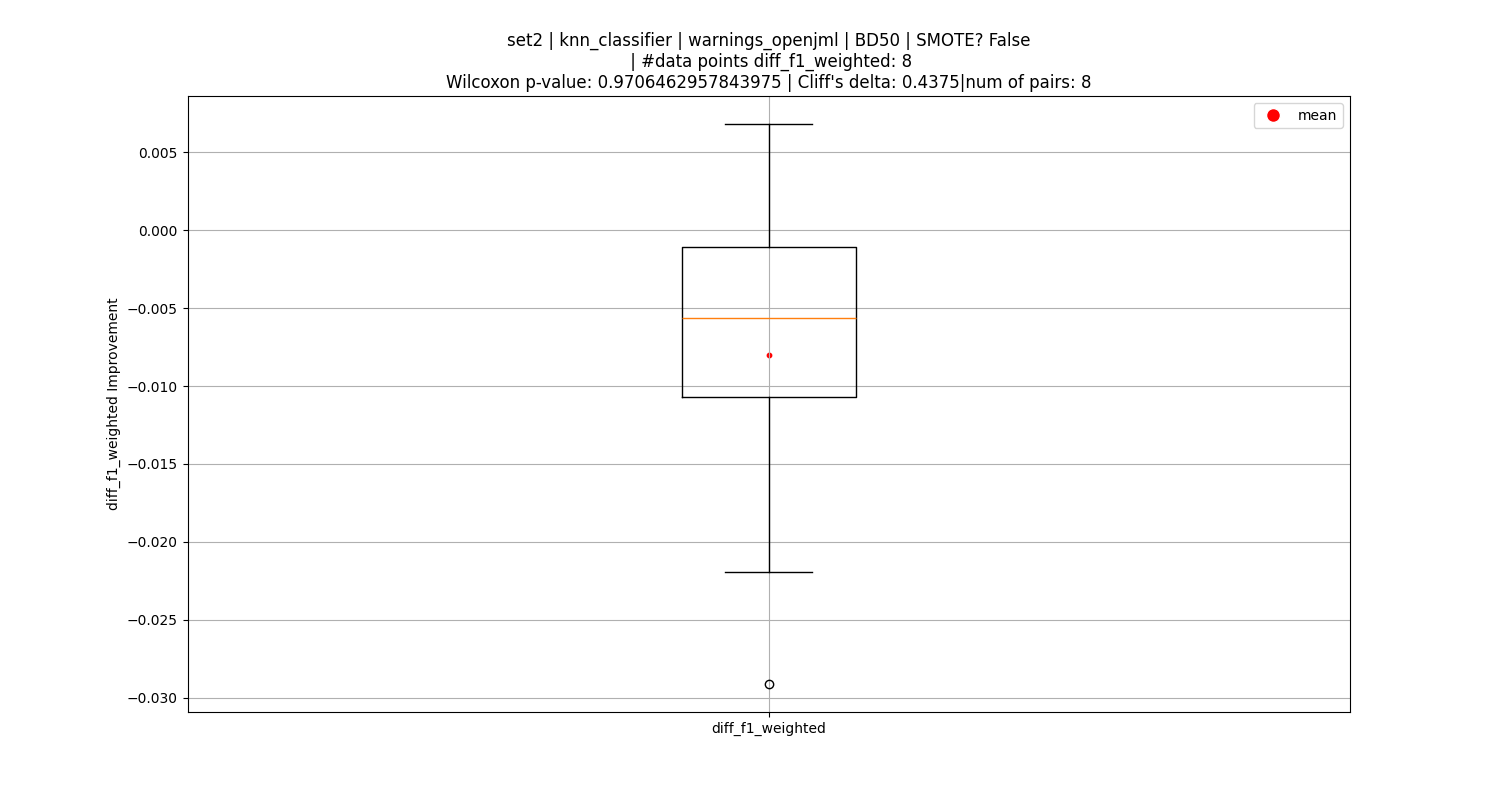 set2 | knn_classifier | warnings_openjml | BD50 | SMOTE? False
| #data points diff_f1_weighted: 8
Wilcoxon p-value: 0.9706462957843975 | Cliff's delta: 0.4375|num of pairs: 8
mean
0.005
0.000
−0.005
−0.010
−0.015
−0.020
−0.025
−0.030
diff_f1_weighted Improvement
diff_f1_weighted